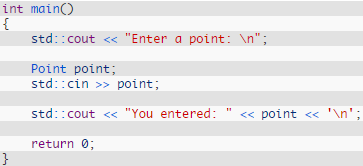 int main()
{
    std::cout << "Enter a point: \n";
    Point point;
    std::cin >> point;
    std::cout << "You entered: " << point << '\n';
    return 0;
}